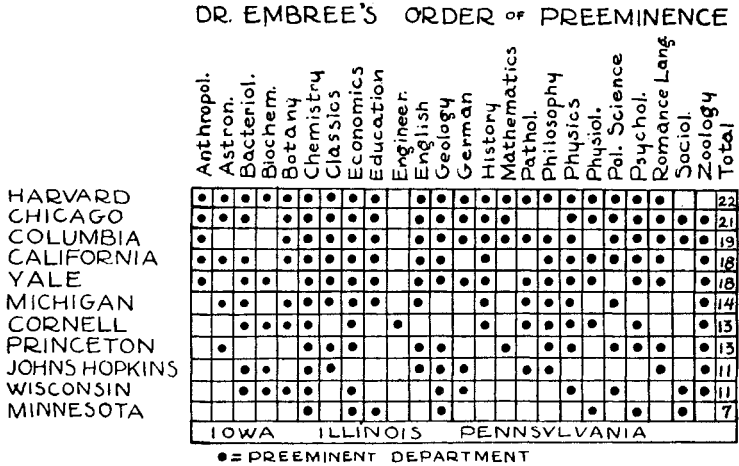 DR. EMBREE'S ORDER OF PREEMINENCE
Anthropol.
Astron.
Bacteriol.
Biochem.
Botany
Chemistry
Classics
Economics
Education
Engineer.
English
Geology
German
History
Mathematics
Pathol.
Philosophy
Physics
Physiol.
Pol. Science
Psychol.
Romance Lang.
Sociol.
Zoology
Total
HARVARD 22
CHICAGO 21
COLUMBIA 19
CALIFORNIA 18
YALE 18
MICHIGAN 14
CORNELL 13
PRINCETON 13
JOHNS HOPKINS 11
WISCONSIN 11
MINNESOTA 7
IOWA ILLINOIS PENNSYLVANIA
●= PREEMINENT DEPARTMENT